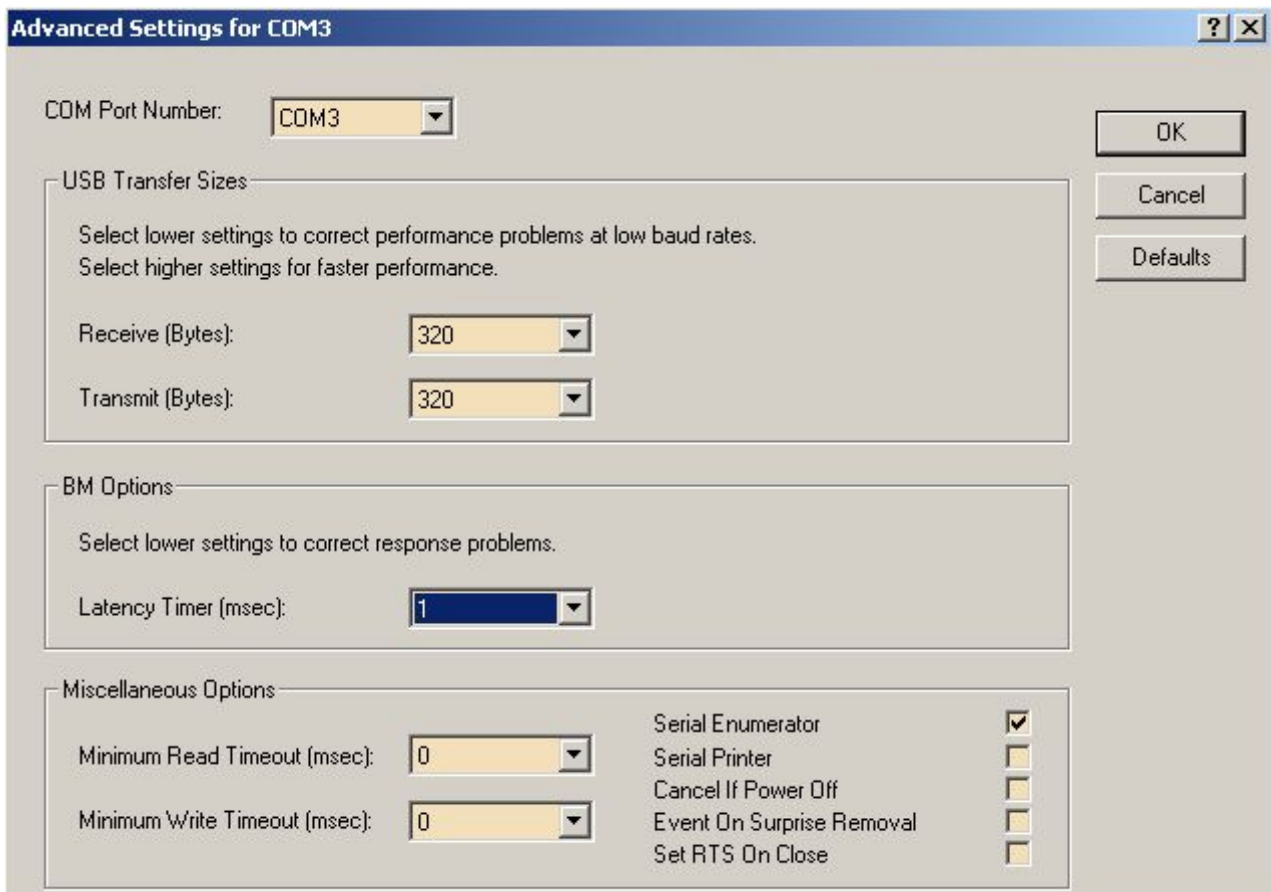 Advanced Settings for COM3
COM Port Number: COM3
OK
Cancel
Defaults
USB Transfer Sizes
Select lower settings to correct performance problems at low baud rates.
Select higher settings for faster performance.
Receive (Bytes): 320
Transmit (Bytes): 320
BM Options
Select lower settings to correct response problems.
Latency Timer (msec): 1
Miscellaneous Options
Minimum Read Timeout (msec): 0
Minimum Write Timeout (msec): 0
Serial Enumerator
Serial Printer
Cancel If Power Off
Event On Surprise Removal
Set RTS On Close